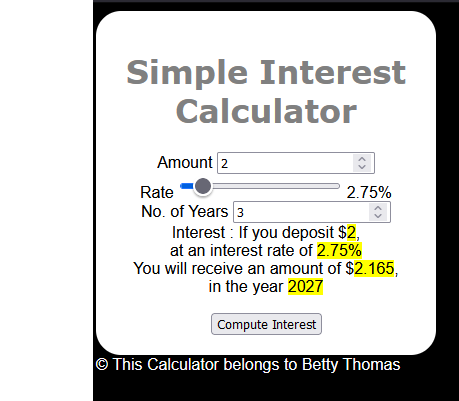 Simple Interest
Calculator
Amount 2
Rate 2.75%
No. of Years 3
Interest : If you deposit $2,
at an interest rate of 2.75%
You will receive an amount of $2.165,
in the year 2027
Compute Interest
© This Calculator belongs to Betty Thomas